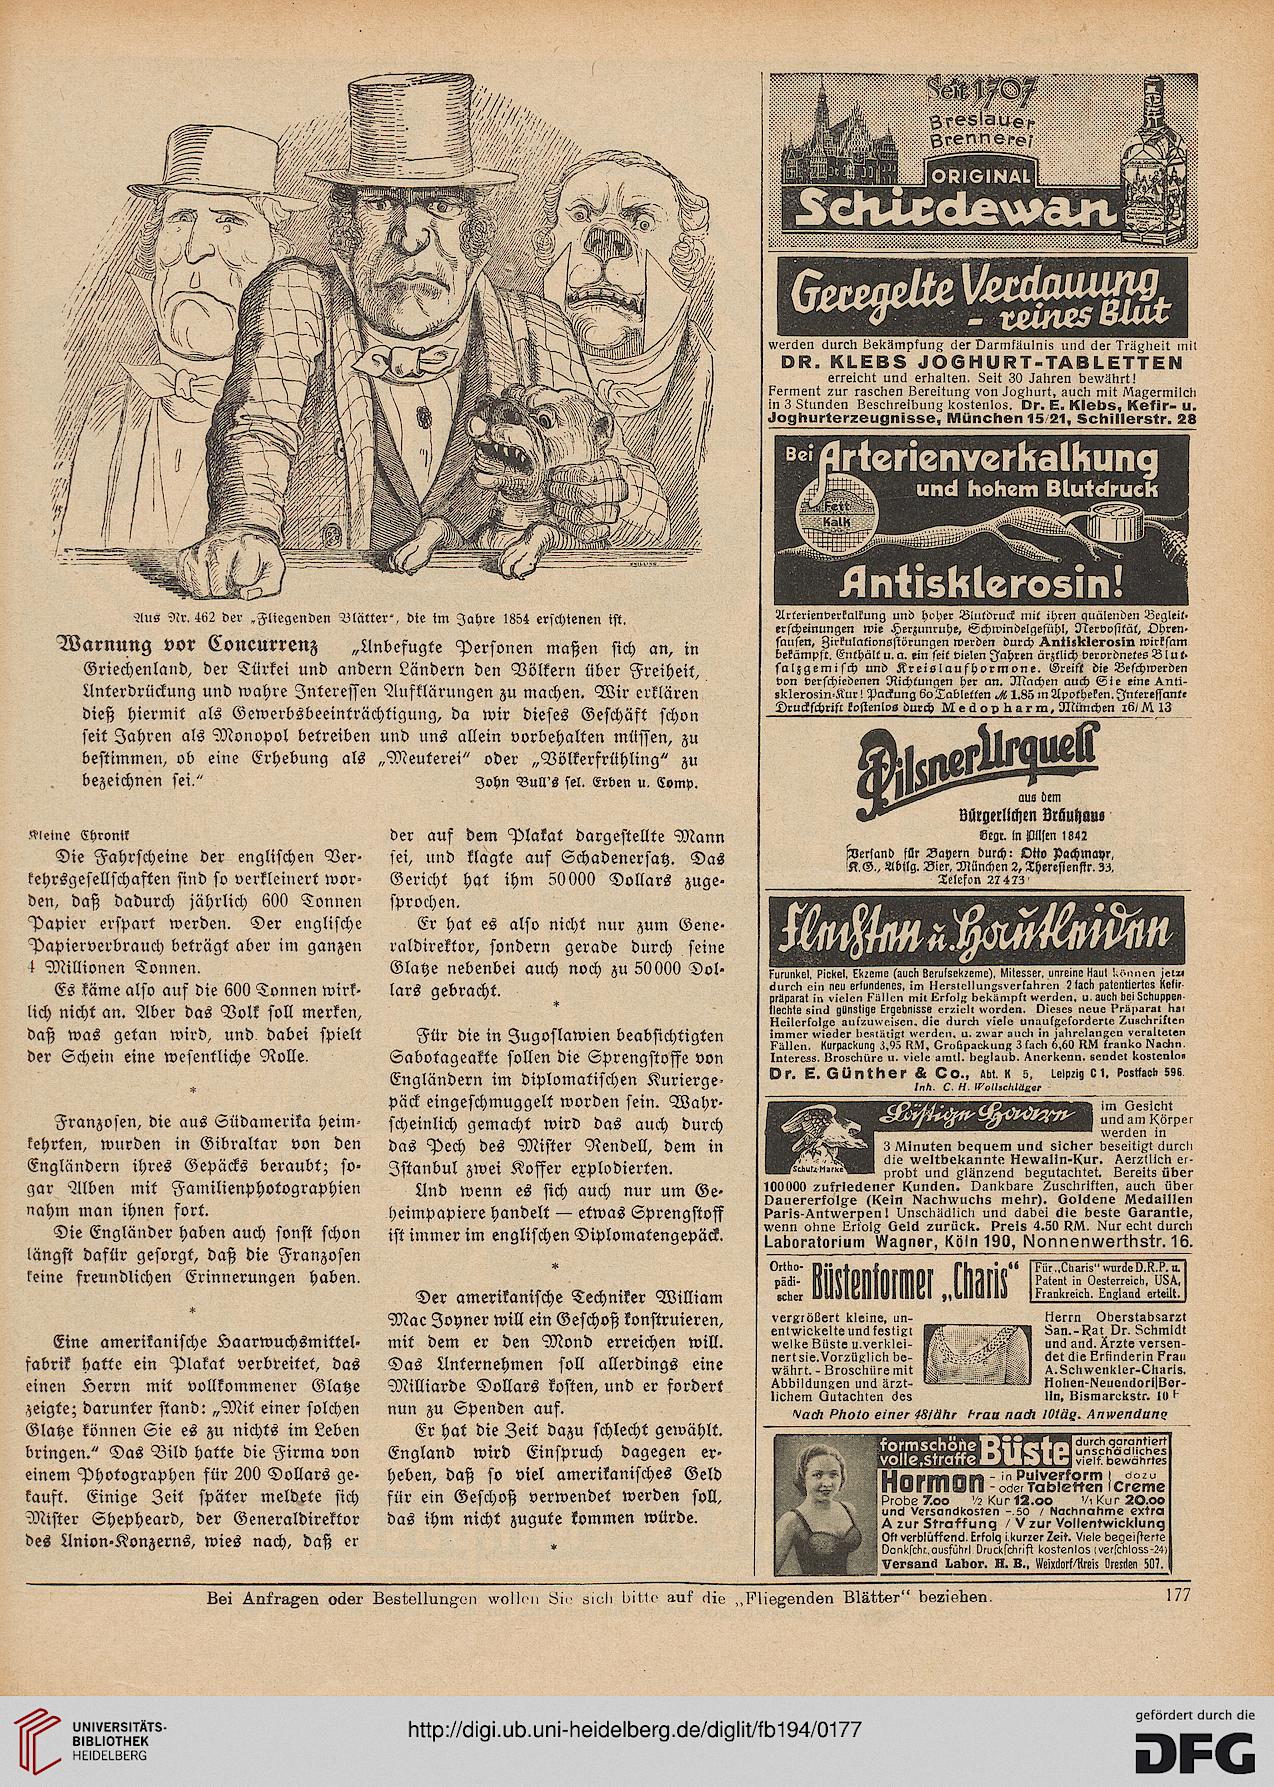 Aus Nr. 462 der „Fliegenden Blätter“, die im Jahre 1854 erschienen ist.
Warnung vor Concurrenz „Unbefugte Personen maßen sich an, in
Griechenland, der Türkei und andern Ländern den Völkern über Freiheit,
Unterdrückung und wahre Interessen Aufklärungen zu machen. Wir erklären
dieß hiermit als Gewerbsbeeinträchtigung, da wir dieses Geschäft schon
seit Jahren als Monopol betreiben und uns allein vorbehalten müssen, zu
bestimmen, ob eine Erhebung als „Meuterei“ oder „Völkerfrühling“ zu
bezeichnen sei.“ John Bull's sel. Erben u. Comp.
Kleine Chronik
Die Fahrscheine der englischen Ver-
kehrsgesellschaften sind so verkleinert wor-
den, daß dadurch jährlich 600 Tonnen
Papier erspart werden. Der englische
Papierverbrauch beträgt aber im ganzen
4 Millionen Tonnen.
Es käme also auf die 600 Tonnen wirk-
lich nicht an. Aber das Volk soll merken,
daß was getan wird, und dabei spielt
der Schein eine wesentliche Rolle.
*
Franzosen, die aus Südamerika heim-
kehrten, wurden in Gibraltar von den
Engländern ihres Gepäcks beraubt; so-
gar Alben mit Familienphotographien
nahm man ihnen fort.
Die Engländer haben auch sonst schon
längst dafür gesorgt, daß die Franzosen
keine freundlichen Erinnerungen haben.
*
Eine amerikanische Haarwuchsmittel-
fabrik hatte ein Plakat verbreitet, das
einen Herrn mit vollkommener Glatze
zeigte; darunter stand: „Mit einer solchen
Glatze können Sie es zu nichts im Leben
bringen.“ Das Bild hatte die Firma von
einem Photographen für 200 Dollars ge-
kauft. Einige Zeit später meldete sich
Mister Shepheard, der Generaldirektor
des Union-Konzerns, wies nach, daß er
der auf dem Plakat dargestellte Mann
sei, und klagte auf Schadenersatz. Das
Gericht hat ihm 50000 Dollars zuge-
sprochen.
Er hat es also nicht nur zum Gene-
raldirektor, sondern gerade durch seine
Glatze nebenbei auch noch zu 50000 Dol-
lars gebracht.
*
Für die in Jugoslawien beabsichtigten
Sabotageakte sollen die Sprengstoffe von
Engländern im diplomatischen Kurierge-
päck eingeschmuggelt worden sein. Wahr-
scheinlich gemacht wird das auch durch
das Pech des Mister Rendell, dem in
Istanbul zwei Koffer explodierten.
Und wenn es sich auch nur um Ge-
heimpapiere handelt — etwas Sprengstoff
ist immer im englischen Diplomatengepäck.
*
Der amerikanische Techniker William
Mac Joyner will ein Geschoß konstruieren,
mit dem er den Mond erreichen will.
Das Unternehmen soll allerdings eine
Milliarde Dollars kosten, und er fordert
nun zu Spenden auf.
Er hat die Zeit dazu schlecht gewählt.
England wird Einspruch dagegen er-
heben, daß so viel amerikanisches Geld
für ein Geschoß verwendet werden soll,
das ihm nicht zugute kommen würde.
*
Seit 1707
Breslauer
Brennerei
ORIGINAL
Schirdewan
Geregelte Verdauung
- reines Blut
werden durch Bekämpfung der Darmfäulnis und der Trägheit mit
DR. KLEBS JOGHURT-TABLETTEN
erreicht und erhalten. Seit 30 Jahren bewährt!
Ferment zur raschen Bereitung von Joghurt, auch mit Magermilch
in 3 Stunden Beschreibung kostenlos. Dr. E. Klebs, Kefir- u.
Joghurterzeugnisse, München 15/21, Schillerstr. 28
Bei Arterienverkalkung
und hohem Blutdruck
Fett
Kalk
Antisklerosin!
Arterienverkalkung und hoher Blutdruck mit ihren quälenden Begleit-
erscheinungen wie Herzunruhe, Schwindelgefühl, Nervosität, Ohren-
sausen, Zirkulationsstörungen werden durch Antisklerosin wirksam
bekämpft. Enthält u. a. ein seit vielen Jahren ärztlich verordnetes Blut-
salzgemisch und Kreislaufhormone. Greift die Beschwerden
von verschiedenen Richtungen her an. Machen auch Sie eine Anti-
sklerosin-Kur! Packung 60 Tabletten ℳ 1.85 in Apotheken. Interessante
Druckschrift kostenlos durch Medopharm, München 16/M 13
Pilsner Urquell
aus dem
Bürgerlichen Bräuhaus
Gegr. in Pilsen 1842
Versand für Bayern durch: Otto Pachmayr,
K.G., Abtlg. Bier, München 2, Theresienstr. 33,
Telefon 27473
Flechten u. Hautleiden
Furunkel, Pickel, Ekzeme (auch Berufsekzeme), Mitesser, unreine Haut können jetzt
durch ein neu erfundenes, im Herstellungsverfahren 2fach patentiertes Kefir-
präparat in vielen Fällen mit Erfolg bekämpft werden, u. auch bei Schuppen-
flechte sind günstige Ergebnisse erzielt worden. Dieses neue Präparat hat
Heilerfolge aufzuweisen, die durch viele unaufgeforderte Zuschriften
immer wieder bestätigt werden, u. zwar auch in jahrelangen veralteten
Fällen. Kurpackung 3,95 RM, Großpackung 3 fach 6,60 RM franko Nachn.
Interess. Broschüre u. viele amtl. beglaub. Anerkenn. sendet kostenlos
Dr. E. Günther & Co., Abt. K 5, Leipzig C 1, Postfach 596.
Inh. C. H. Wollschläger
Schutz-Marke
Lästige Haare
im Gesicht
und am Körper
werden in
3 Minuten bequem und sicher beseitigt durch
die weltbekannte Hewalin-Kur. Aerztlich er-
probt und glänzend begutachtet. Bereits über
100000 zufriedener Kunden. Dankbare Zuschriften, auch über
Dauererfolge (Kein Nachwuchs mehr). Goldene Medaillen
Paris-Antwerpen! Unschädlich und dabei die beste Garantie,
wenn ohne Erfolg Geld zurück. Preis 4.50 RM. Nur echt durch
Laboratorium Wagner, Köln 190, Nonnenwerthstr. 16.
Ortho-
pädi-
scher
Büstenformer „Charis“
Für „Charis“ wurde D.R.P. u.
Patent in Oesterreich, USA,
Frankreich, England erteilt.
vergrößert kleine, un-
entwickelte und festigt
welke Büste u. verklei-
nert sie. Vorzüglich be-
währt. - Broschüre mit
Abbildungen und ärzt-
lichem Gutachten des
Herrn Oberstabsarzt
San.-Rat Dr. Schmidt
und and. Ärzte versen-
det die Erfinderin Frau
A. Schwenkler-Charis,
Hohen-Neuendorf/Ber-
lin, Bismarckstr. 10 F
Nach Photo einer 48jähr Frau nach 10täg. Anwendung
formschöne
volle, straffe
Büste
durch garantiert
unschädliches
vielf. bewährtes
Hormon - in Pulverform
- oder Tabletten
dozu
Creme
Probe 7.00 ½ Kur 12.00 1/1 Kur 20.00
und Versandkosten -.50 / Nachnahme extra
A zur Straffung / V zur Vollentwicklung
Oft verblüffend. Erfolg i. kurzer Zeit. Viele begeisterte
Dankschr., ausführl. Druckschrift kostenlos (verschloss-24)
Versand Labor. H. B., Weixdorf/Kreis Dresden 507.
Bei Anfragen oder Bestellungen wollen Sie sich bitte auf die „Fliegenden Blätter“ beziehen.
177
UNIVERSITÄTS-
BIBLIOTHEK
HEIDELBERG
http://digi.ub.uni-heidelberg.de/diglit/fb194/0177
gefördert durch die
DFG